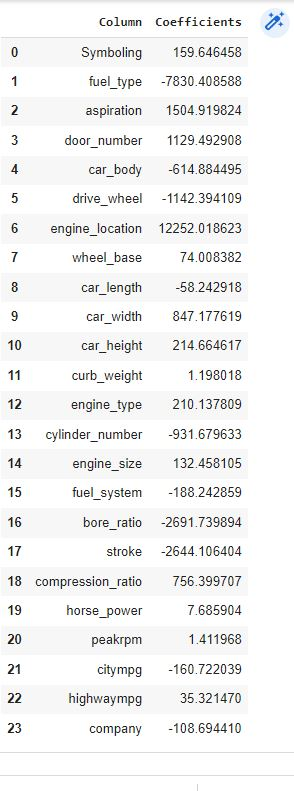 Column Coefficients
0 Symboling 159.646458
1 fuel_type -7830.408588
2 aspiration 1504.919824
3 door_number 1129.492908
4 car_body -614.884495
5 drive_wheel -1142.394109
6 engine_location 12252.018623
7 wheel_base 74.008382
8 car_length -58.242918
9 car_width 847.177619
10 car_height 214.664617
11 curb_weight 1.198018
12 engine_type 210.137809
13 cylinder_number -931.679633
14 engine_size 132.458105
15 fuel_system -188.242859
16 bore_ratio -2691.739894
17 stroke -2644.106404
18 compression_ratio 756.399707
19 horse_power 7.685904
20 peakrpm 1.411968
21 citympg -160.722039
22 highwaympg 35.321470
23 company -108.694410